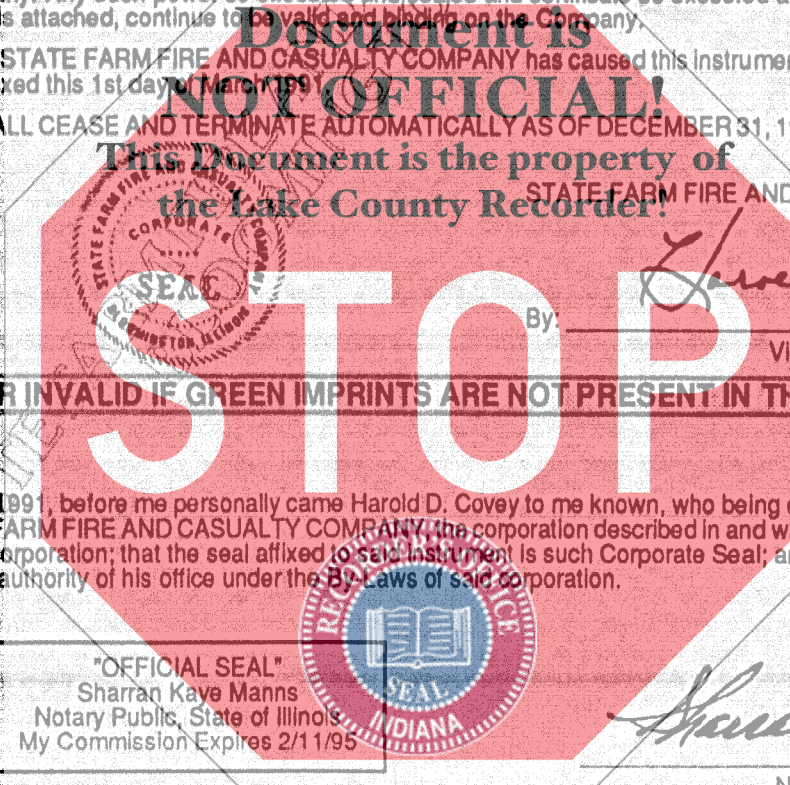 s attached, continue to be valid and binding on the Company.
Document is
STATE FARM FIRE AND CASUALTY COMPANY has caused this instrume
xed this 1st day of March 1991
NOT OFFICIAL!
LL CEASE AND TERMINATE AUTOMATICALLY AS OF DECEMBER 31, 1
This Document is the property of
the Lake County Recorder!
STATE FARM FIRE AND
STATE FARM FIRE AND CASUALTY COMPANY
CORPORATE
SEAL
BLOOMINGTON, ILLINOIS
STOP
By:
Vi
R INVALID IF GREEN IMPRINTS ARE NOT PRESENT IN TH
1991, before me personally came Harold D. Covey to me known, who being
ARM FIRE AND CASUALTY COMPANY, the corporation described in and w
orporation; that the seal affixed to said instrument is such Corporate Seal; a
authority of his office under the By-Laws of said corporation.
RECORDER'S OFFICE
SEAL
INDIANA
"OFFICIAL SEAL"
Sharran Kaye Manns
Notary Public, State of Illinois
My Commission Expires 2/11/95